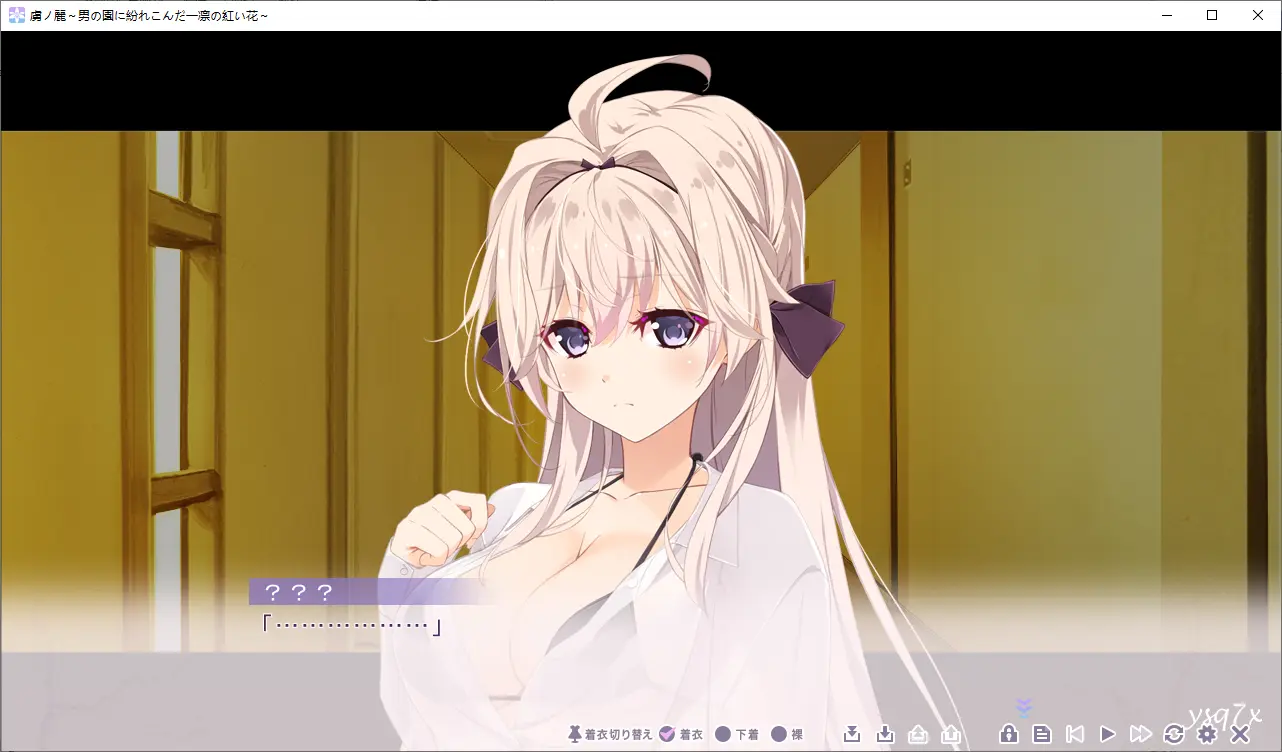 虜ノ麗～男の園に紛れこんだ一凛の紅い花～
？？？
「………………」
着衣切り替え 着衣 下着 裸
ysq7x